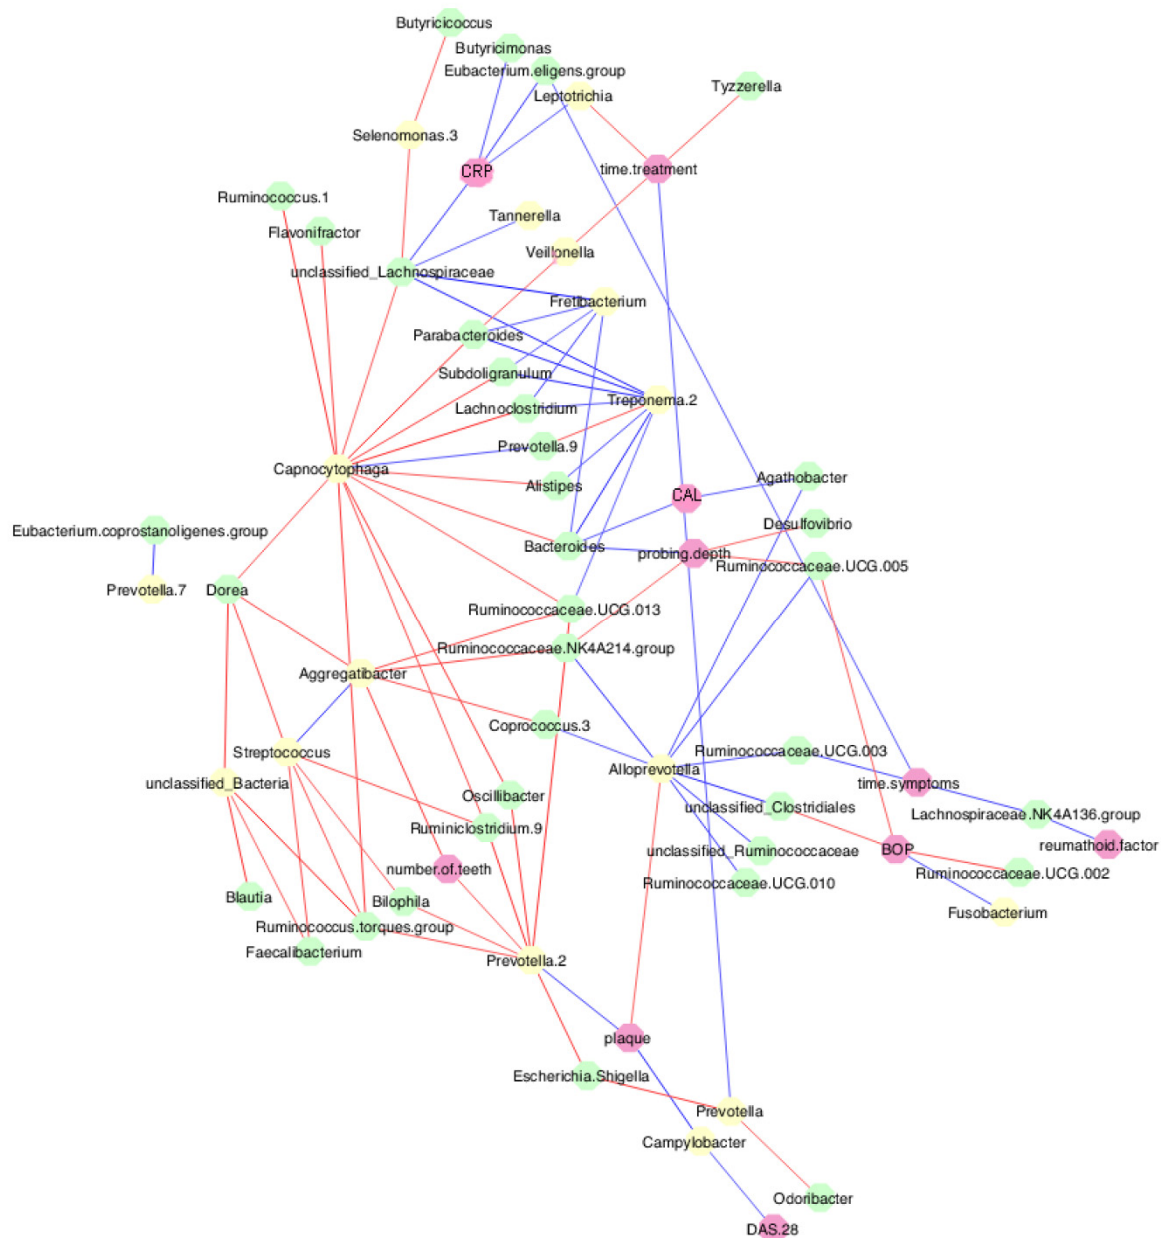 Butyricicoccus
Butyricimonas
Eubacterium.eligens.group
Leptotrichia
Tyzzerella
Selenomonas.3
CRP
time.treatment
Ruminococcus.1
Tannerella
Flavonifractor
Veillonella
unclassified_Lachnospiraceae
Fretibacterium
Parabacteroides
Subdoligranulum
Treponema.2
Lachnoclostridium
Prevotella.9
Capnocytophaga
Agathobacter
Alistipes
CAL
Desulfovibrio
Eubacterium.coprostanoligenes.group
Bacteroides
probing.depth
Ruminococcaceae.UCG.005
Prevotella.7
Dorea
Ruminococcaceae.UCG.013
Ruminococcaceae.NK4A214.group
Aggregatibacter
Coprococcus.3
Streptococcus
Ruminococcaceae.UCG.003
Alloprevotella
unclassified_Bacteria
time.symptoms
Oscillibacter
unclassified_Clostridiales
Lachnospiraceae.NK4A136.group
Ruminiclostridium.9
reumathoid.factor
unclassified_Ruminococcaceae
BOP
number.of.teeth
Ruminococcaceae.UCG.002
Ruminococcaceae.UCG.010
Blautia
Bilophila
Fusobacterium
Ruminococcus.torques.group
Faecalibacterium
Prevotella.2
plaque
Escherichia.Shigella
Prevotella
Campylobacter
Odoribacter
DAS.28